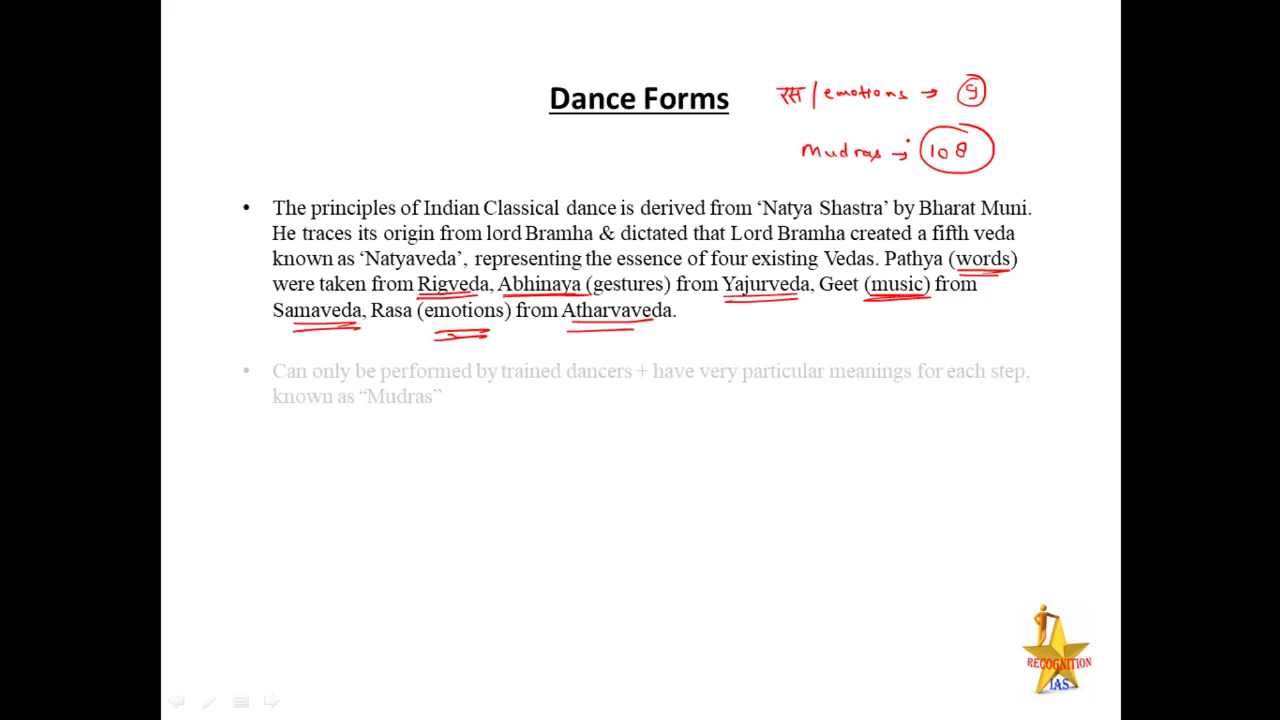 Dance Forms
रस / emotions → 9
Mudras → 108
• The principles of Indian Classical dance is derived from ‘Natya Shastra’ by Bharat Muni.
He traces its origin from lord Bramha & dictated that Lord Bramha created a fifth veda
known as ‘Natyaveda’, representing the essence of four existing Vedas. Pathya (words)
were taken from Rigveda, Abhinaya (gestures) from Yajurveda, Geet (music) from
Samaveda, Rasa (emotions) from Atharvaveda.
• Can only be performed by trained dancers + have very particular meanings for each step,
known as “Mudras”
RECOGNITION
IAS